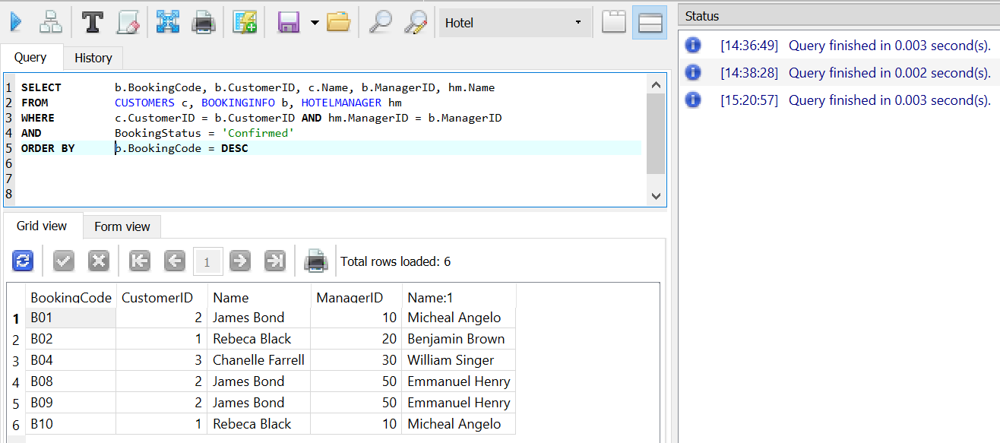 Hotel
Query History
1 SELECT b.BookingCode, b.CustomerID, c.Name, b.ManagerID, hm.Name
2 FROM CUSTOMERS c, BOOKINGINFO b, HOTELMANAGER hm
3 WHERE c.CustomerID = b.CustomerID AND hm.ManagerID = b.ManagerID
4 AND BookingStatus = 'Confirmed'
5 ORDER BY b.BookingCode = DESC
6
7
8
Grid view Form view
1 Total rows loaded: 6
BookingCode CustomerID Name ManagerID Name:1
1 B01 2 James Bond 10 Micheal Angelo
2 B02 1 Rebeca Black 20 Benjamin Brown
3 B04 3 Chanelle Farrell 30 William Singer
4 B08 2 James Bond 50 Emmanuel Henry
5 B09 2 James Bond 50 Emmanuel Henry
6 B10 1 Rebeca Black 10 Micheal Angelo
Status
[14:36:49] Query finished in 0.003 second(s).
[14:38:28] Query finished in 0.002 second(s).
[15:20:57] Query finished in 0.003 second(s).